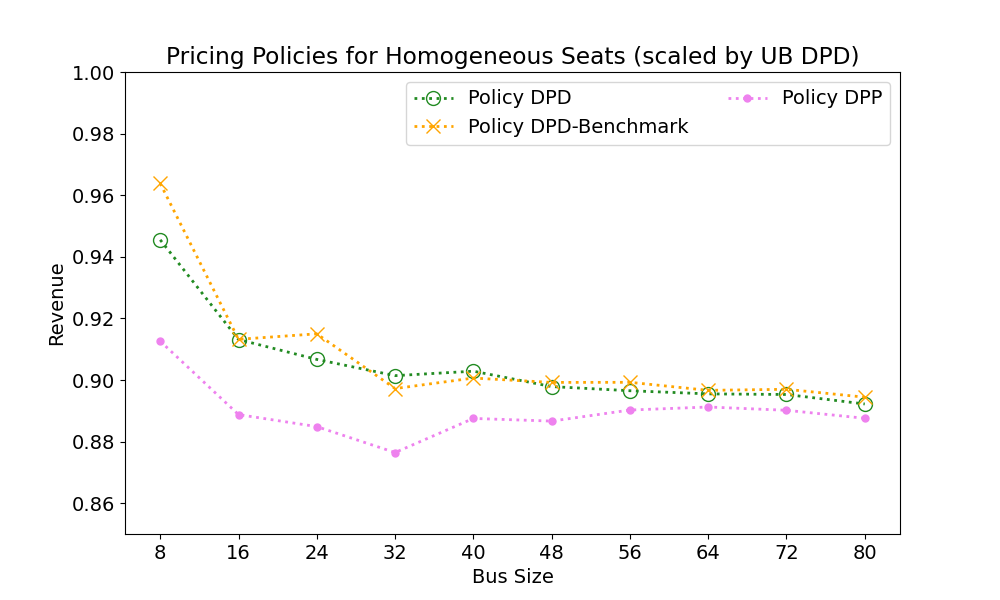 Pricing Policies for Homogeneous Seats (scaled by UB DPD)
Policy DPD
Policy DPD-Benchmark
Policy DPP
Revenue
1.00
0.98
0.96
0.94
0.92
0.90
0.88
0.86
8 16 24 32 40 48 56 64 72 80
Bus Size